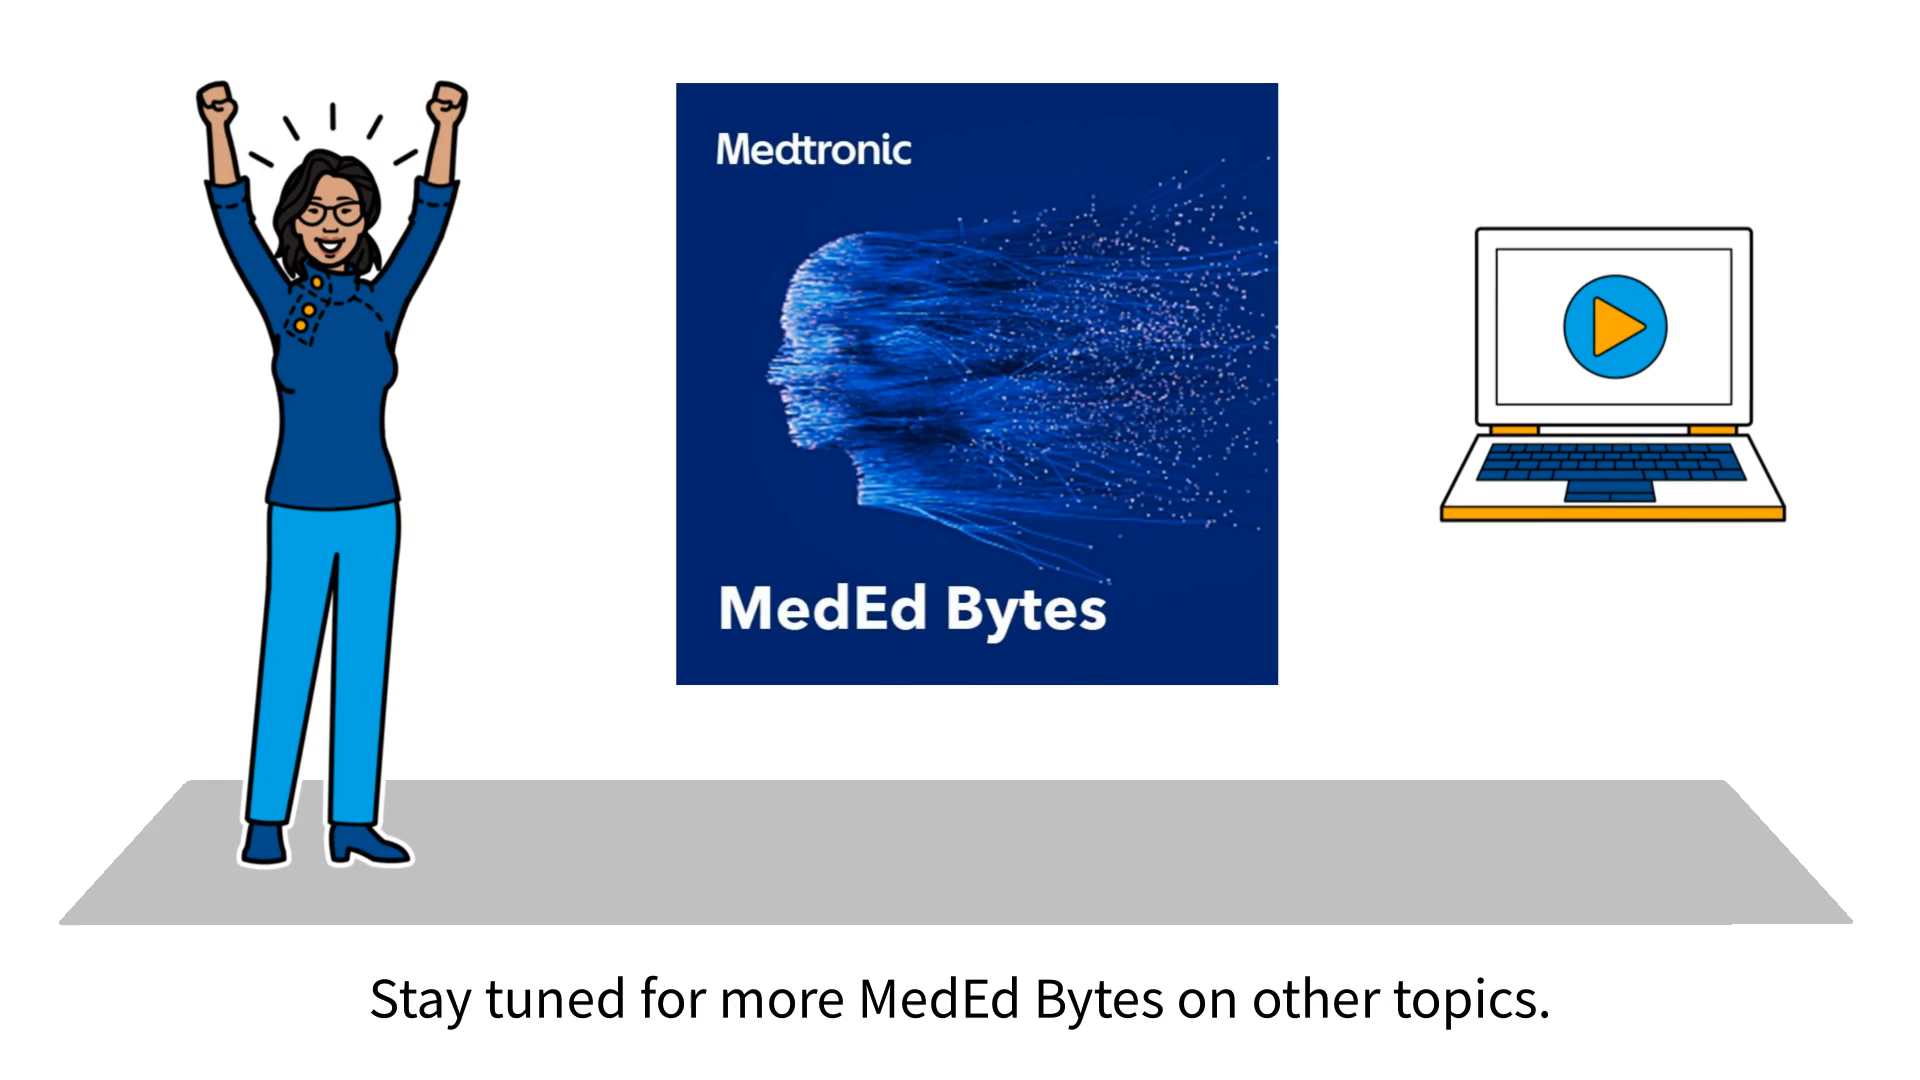 Medtronic
MedEd Bytes
Stay tuned for more MedEd Bytes on other topics.